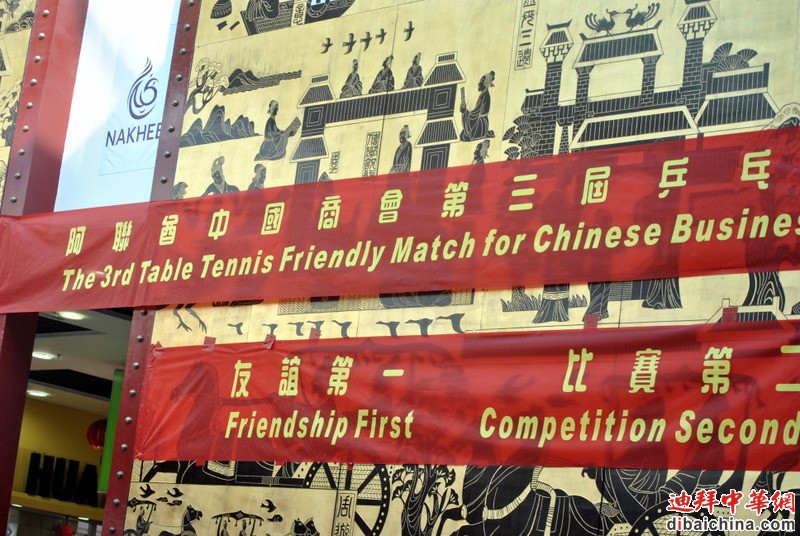 NAKHEE
阿聯酋中國商會第三屆乒乓
The 3rd Table Tennis Friendly Match for Chinese Busines
友誼第一 比賽第二
Friendship First Competition Second
HUA
迪拜中華網
dibaichina.com